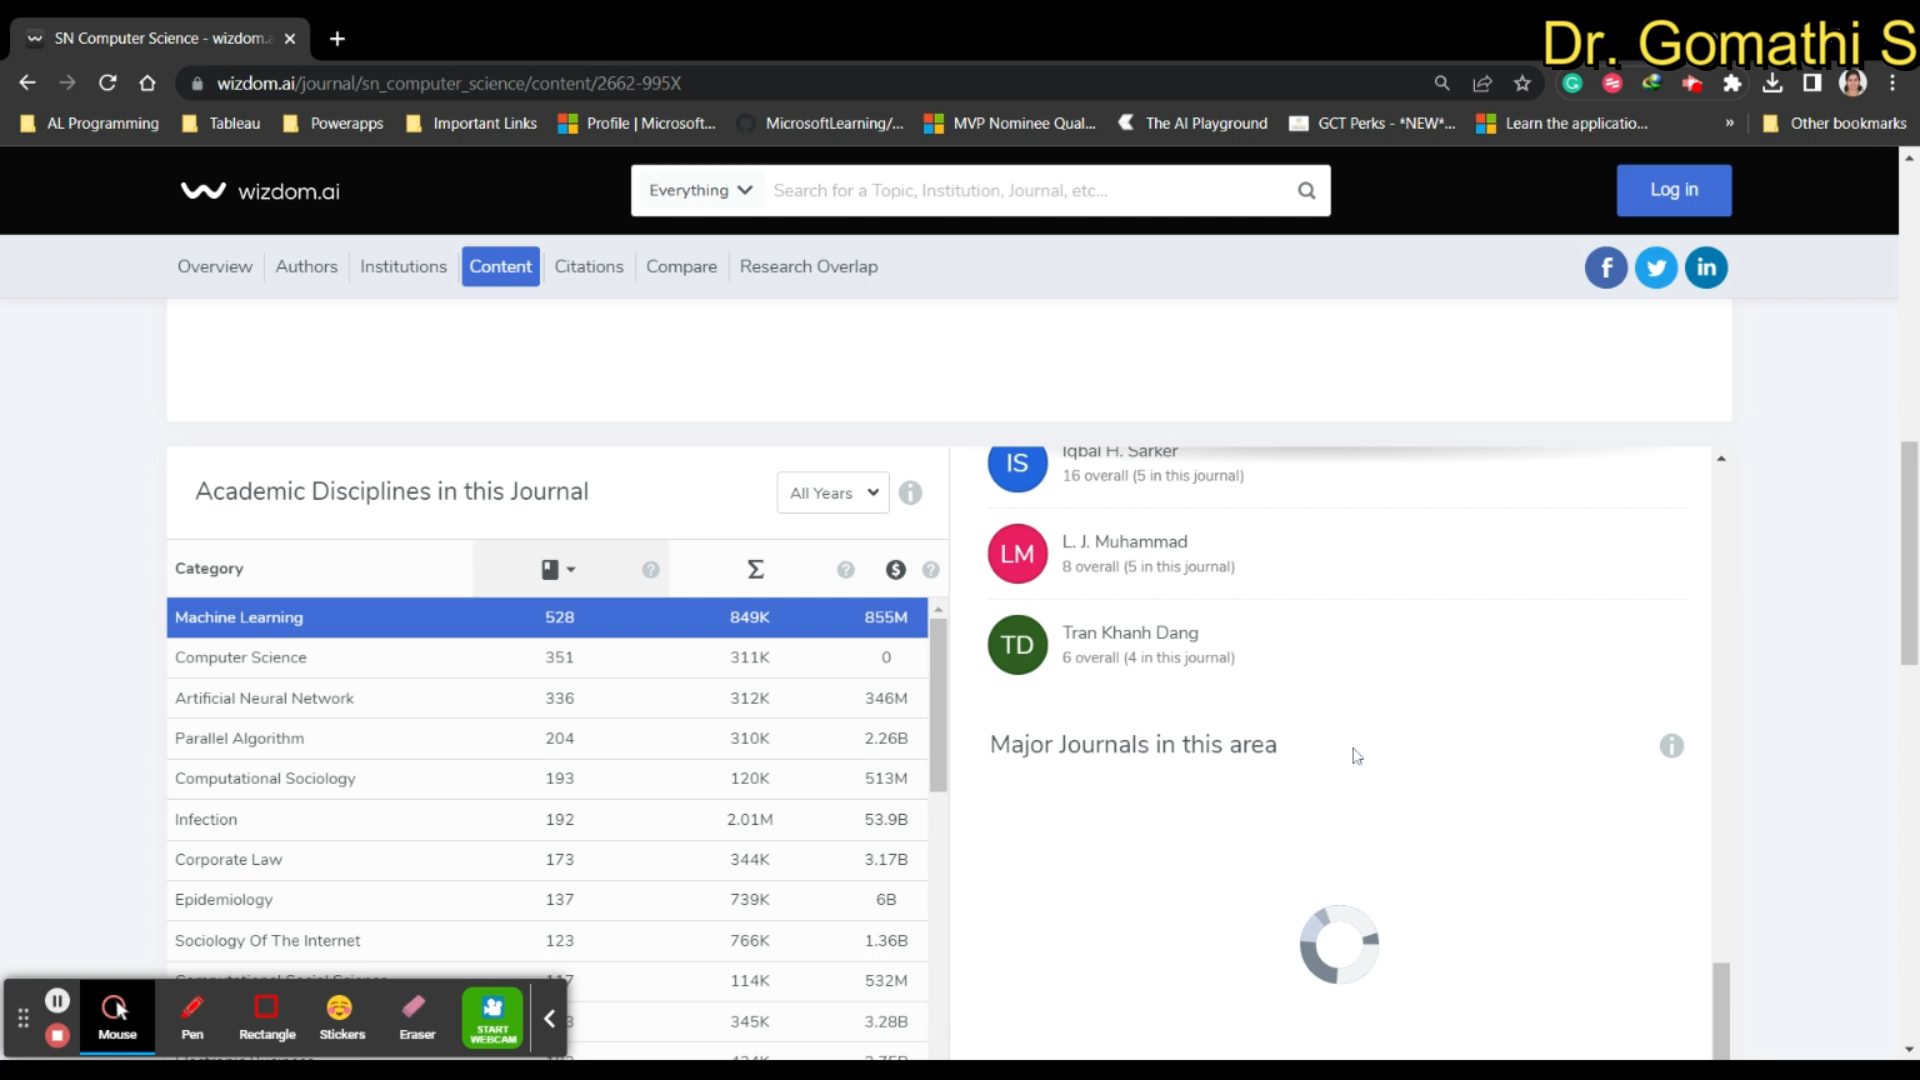 SN Computer Science - wizdom.a
Dr. Gomathi S
wizdom.ai/journal/sn_computer_science/content/2662-995X
AL Programming
Tableau
Powerapps
Important Links
Profile | Microsoft...
MicrosoftLearning/...
MVP Nominee Qual...
The AI Playground
GCT Perks - *NEW*...
Learn the applicatio...
»
Other bookmarks
wizdom.ai
Everything
Search for a Topic, Institution, Journal, etc...
Log in
Overview
Authors
Institutions
Content
Citations
Compare
Research Overlap
Academic Disciplines in this Journal
All Years
Category
Machine Learning 528 849K 855M
Computer Science 351 311K 0
Artificial Neural Network 336 312K 346M
Parallel Algorithm 204 310K 2.26B
Computational Sociology 193 120K 513M
Infection 192 2.01M 53.9B
Corporate Law 173 344K 3.17B
Epidemiology 137 739K 6B
Sociology Of The Internet 123 766K 1.36B
114K 532M
345K 3.28B
IS
Iqbal H. Sarker
16 overall (5 in this journal)
LM
L. J. Muhammad
8 overall (5 in this journal)
TD
Tran Khanh Dang
6 overall (4 in this journal)
Major Journals in this area
Mouse
Pen
Rectangle
Stickers
Eraser
START
WEBCAM